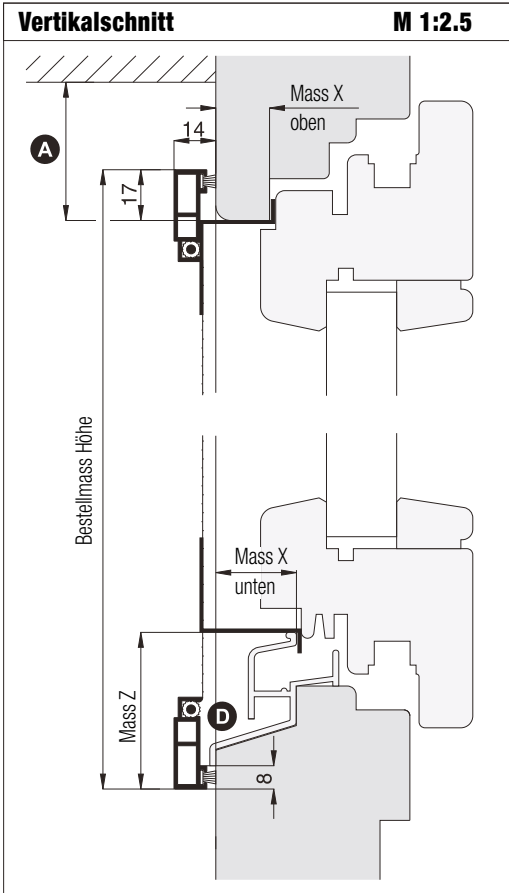 Vertikalschnitt M 1:2.5
Mass X
oben
14
A
17
Bestellmass Höhe
Mass X
unten
Mass Z
D
8